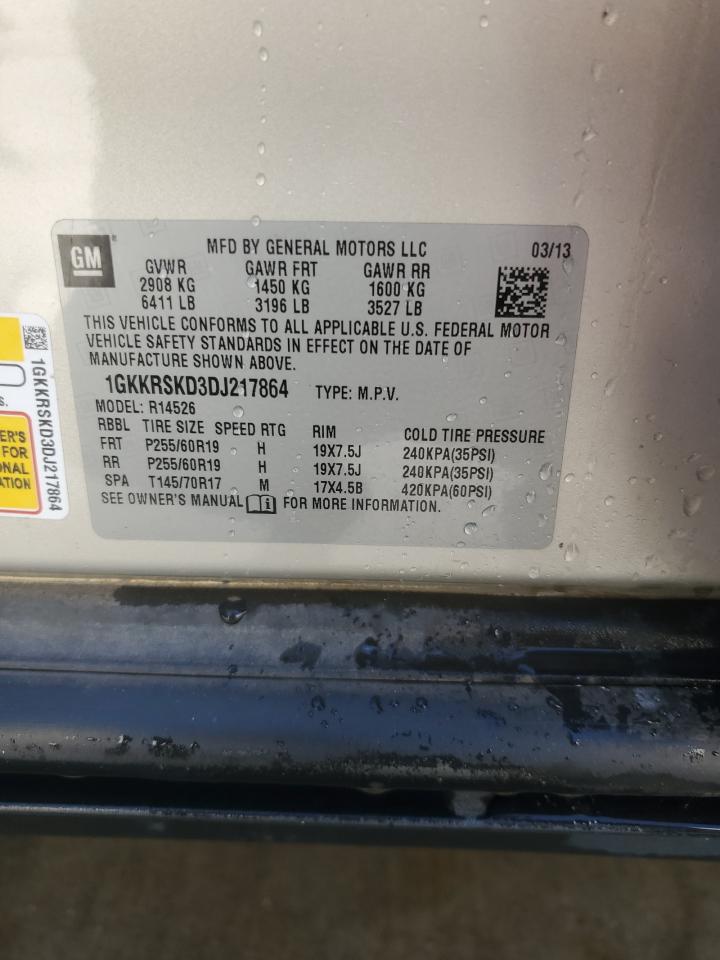 GM
MFD BY GENERAL MOTORS LLC 03/13
GVWR GAWR FRT GAWR RR
2908 KG 1450 KG 1600 KG
6411 LB 3196 LB 3527 LB
THIS VEHICLE CONFORMS TO ALL APPLICABLE U.S. FEDERAL MOTOR
VEHICLE SAFETY STANDARDS IN EFFECT ON THE DATE OF
MANUFACTURE SHOWN ABOVE.
1GKKRSKD3DJ217864 TYPE: M.P.V.
MODEL: R14526
RBBL TIRE SIZE SPEED RTG RIM COLD TIRE PRESSURE
FRT P255/60R19 H 19X7.5J 240KPA(35PSI)
RR P255/60R19 H 19X7.5J 240KPA(35PSI)
SPA T145/70R17 M 17X4.5B 420KPA(60PSI)
SEE OWNER'S MANUAL i FOR MORE INFORMATION.
1GKKRSKD3DJ217864
ER'S
FOR
ONAL
ATION